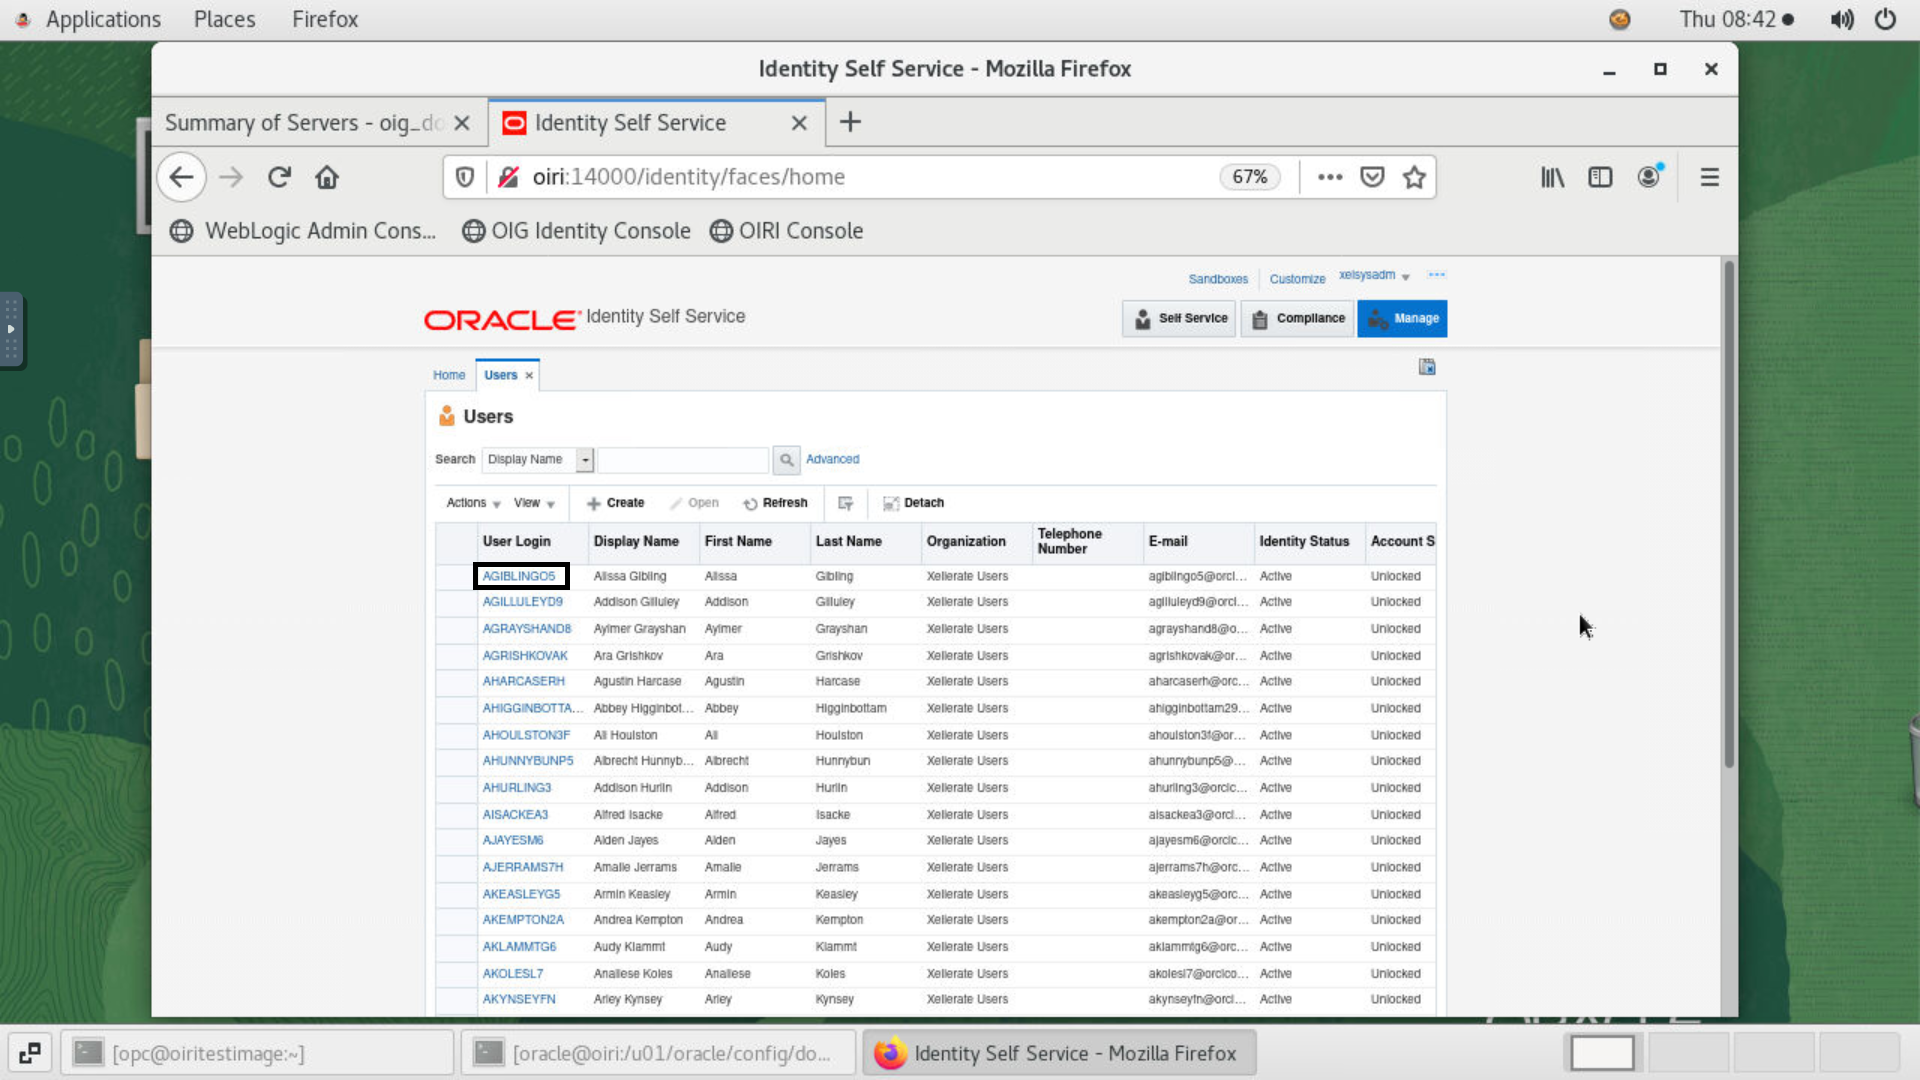 Applications Places Firefox Thu 08:42
Identity Self Service - Mozilla Firefox
Summary of Servers - oig_do Identity Self Service
oiri:14000/identity/faces/home 67%
WebLogic Admin Cons... OIG Identity Console OIRI Console
Sandboxes Customize xelsysadm
ORACLE Identity Self Service Self Service Compliance Manage
Home Users
Users
Search Display Name Advanced
Actions View Create Open Refresh Detach
User Login Display Name First Name Last Name Organization Telephone Number E-mail Identity Status Account S
AGIBLINGO5 Alissa Gibling Alissa Gibling Xellerate Users agiblingo5@orcl... Active Unlocked
AGILLULEYD9 Addison Gilluley Addison Gilluley Xellerate Users agilluleyd9@orcl... Active Unlocked
AGRAYSHAND8 Aylmer Grayshan Aylmer Grayshan Xellerate Users agrayshand8@o... Active Unlocked
AGRISHKOVAK Ara Grishkov Ara Grishkov Xellerate Users agrishkovak@or... Active Unlocked
AHARCASERH Agustin Harcase Agustin Harcase Xellerate Users aharcaserh@orc... Active Unlocked
AHIGGINBOTTA... Abbey Higginbot... Abbey Higginbottam Xellerate Users ahigginbottam29... Active Unlocked
AHOULSTON3F Ali Houlston Ali Houlston Xellerate Users ahoulston3f@or... Active Unlocked
AHUNNYBUNP5 Albrecht Hunnyb... Albrecht Hunnybun Xellerate Users ahunnybunp5@... Active Unlocked
AHURLING3 Addison Hurlin Addison Hurlin Xellerate Users ahurling3@orclc... Active Unlocked
AISACKEA3 Alfred Isacke Alfred Isacke Xellerate Users aisackea3@orcl... Active Unlocked
AJAYESM6 Alden Jayes Alden Jayes Xellerate Users ajayesm6@orclc... Active Unlocked
AJERRAMS7H Amalie Jerrams Amalie Jerrams Xellerate Users ajerrams7h@orc... Active Unlocked
AKEASLEYG5 Armin Keasley Armin Keasley Xellerate Users akeasleyg5@orc... Active Unlocked
AKEMPTON2A Andrea Kempton Andrea Kempton Xellerate Users akempton2a@or... Active Unlocked
AKLAMMTG6 Audy Klammt Audy Klammt Xellerate Users aklammtg6@orc... Active Unlocked
AKOLESL7 Analiese Koles Analiese Koles Xellerate Users akolesl7@orclco... Active Unlocked
AKYNSEYFN Arley Kynsey Arley Kynsey Xellerate Users akynseyfn@orcl... Active Unlocked
[opc@oiritestimage:~] [oracle@oiri:/u01/oracle/config/do... Identity Self Service - Mozilla Firefox